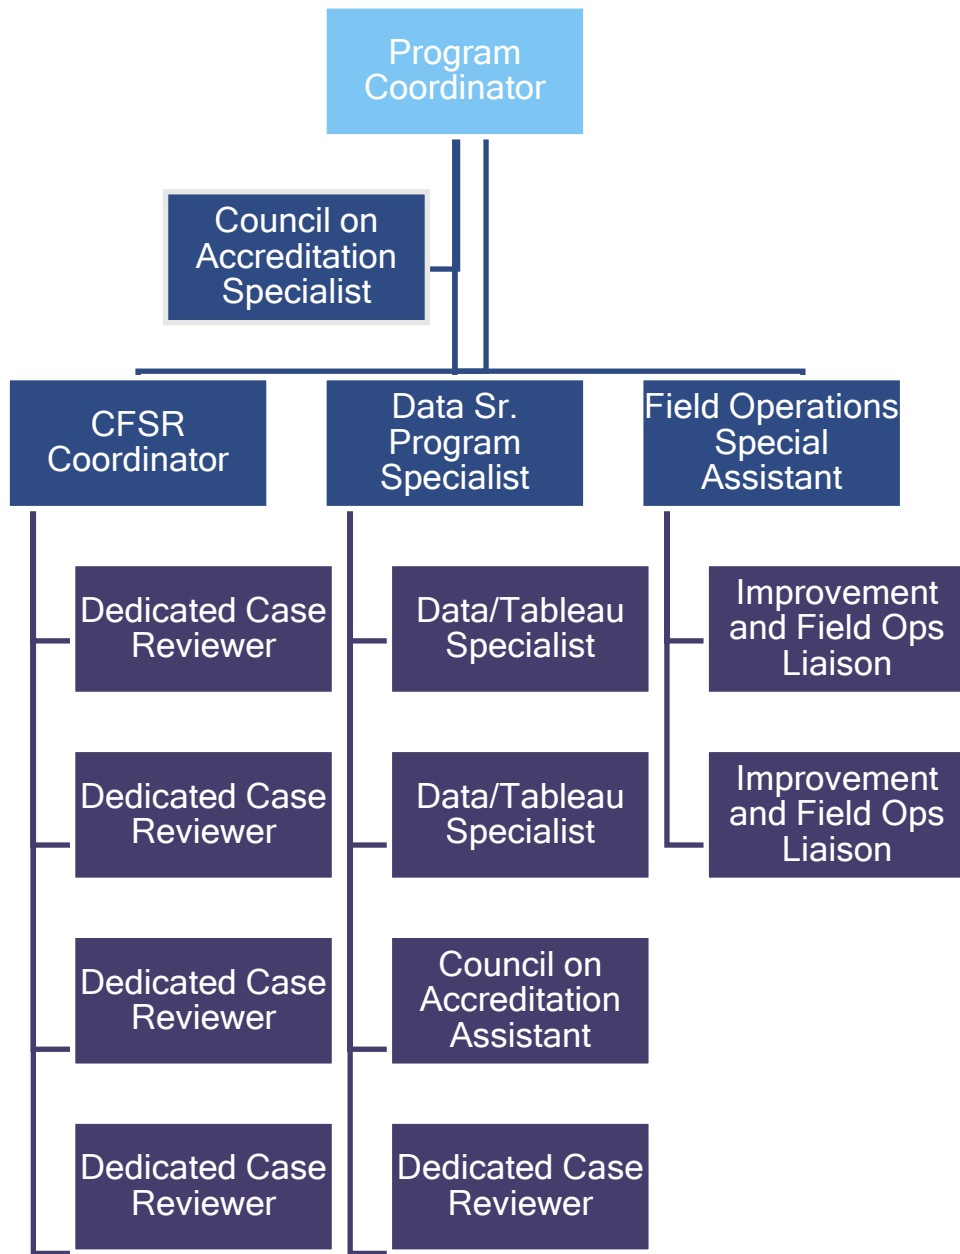 Program
Coordinator
Council on
Accreditation
Specialist
CFSR
Coordinator
Data Sr.
Program
Specialist
Field Operations
Special
Assistant
Dedicated Case
Reviewer
Data/Tableau
Specialist
Improvement
and Field Ops
Liaison
Dedicated Case
Reviewer
Data/Tableau
Specialist
Improvement
and Field Ops
Liaison
Dedicated Case
Reviewer
Council on
Accreditation
Assistant
Dedicated Case
Reviewer
Dedicated Case
Reviewer